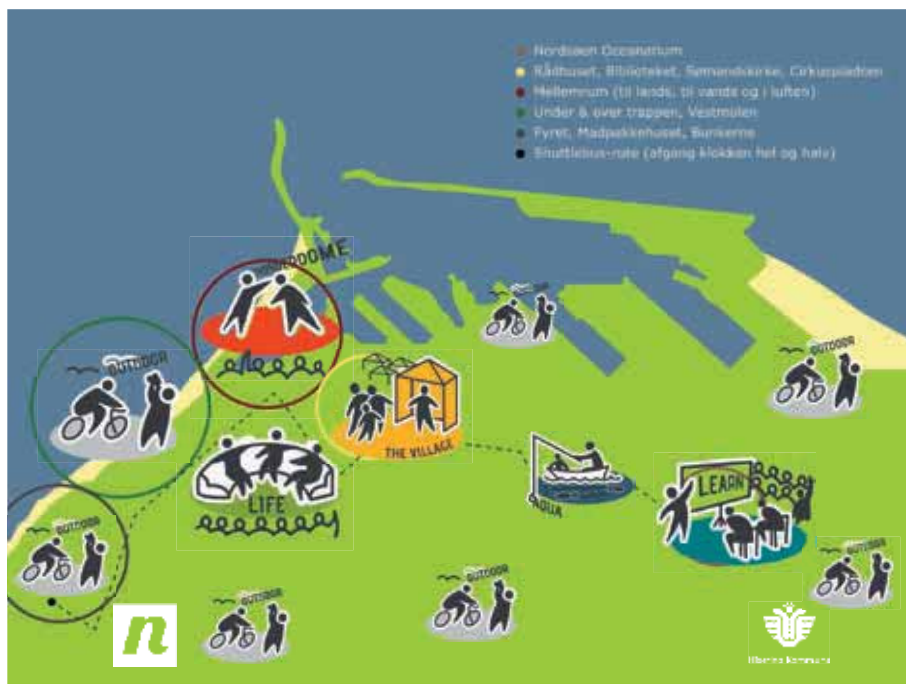 Nordsøen Oceanarium
Rådhuset, Biblioteket, Sømandskirke, Cirkuspladsen
Mellemrum (til lands, til vands og i luften)
Under & over trappen, Vestmolen
Fyret, Madpakkehuset, Bunkerne
Shuttlebus-rute (afgang klokken hel og halv)
DOME
OUTDOOR
OUTDOOR
THE VILLAGE
LIFE
AQUA
LEARN
OUTDOOR
OUTDOOR
OUTDOOR
OUTDOOR
n
Hjørring Kommune